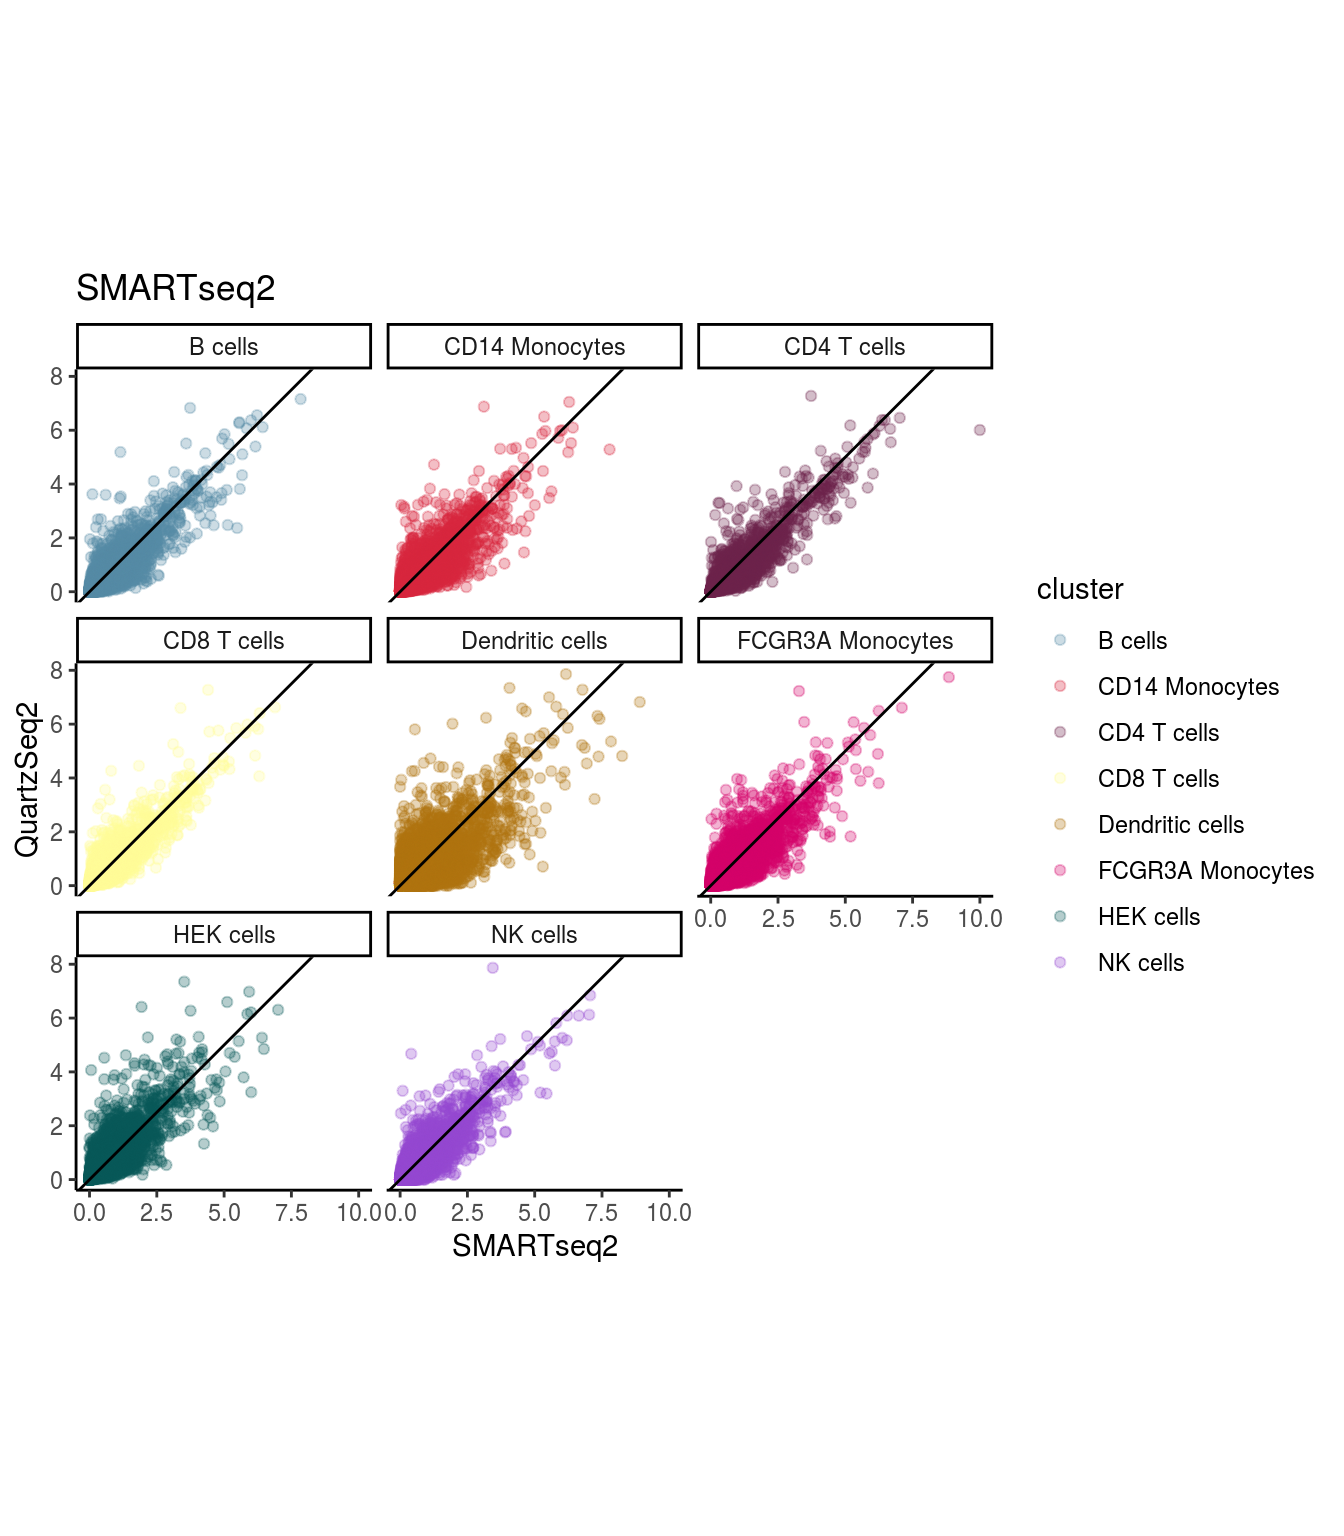 SMARTseq2
B cells
CD14 Monocytes
CD4 T cells
8
6
4
2
0
CD8 T cells
Dendritic cells
FCGR3A Monocytes
8
6
4
2
0
0.0 2.5 5.0 7.5 10.0
HEK cells
NK cells
8
6
4
2
0
0.0 2.5 5.0 7.5 10.0
0.0 2.5 5.0 7.5 10.0
QuartzSeq2
SMARTseq2
cluster
B cells
CD14 Monocytes
CD4 T cells
CD8 T cells
Dendritic cells
FCGR3A Monocytes
HEK cells
NK cells